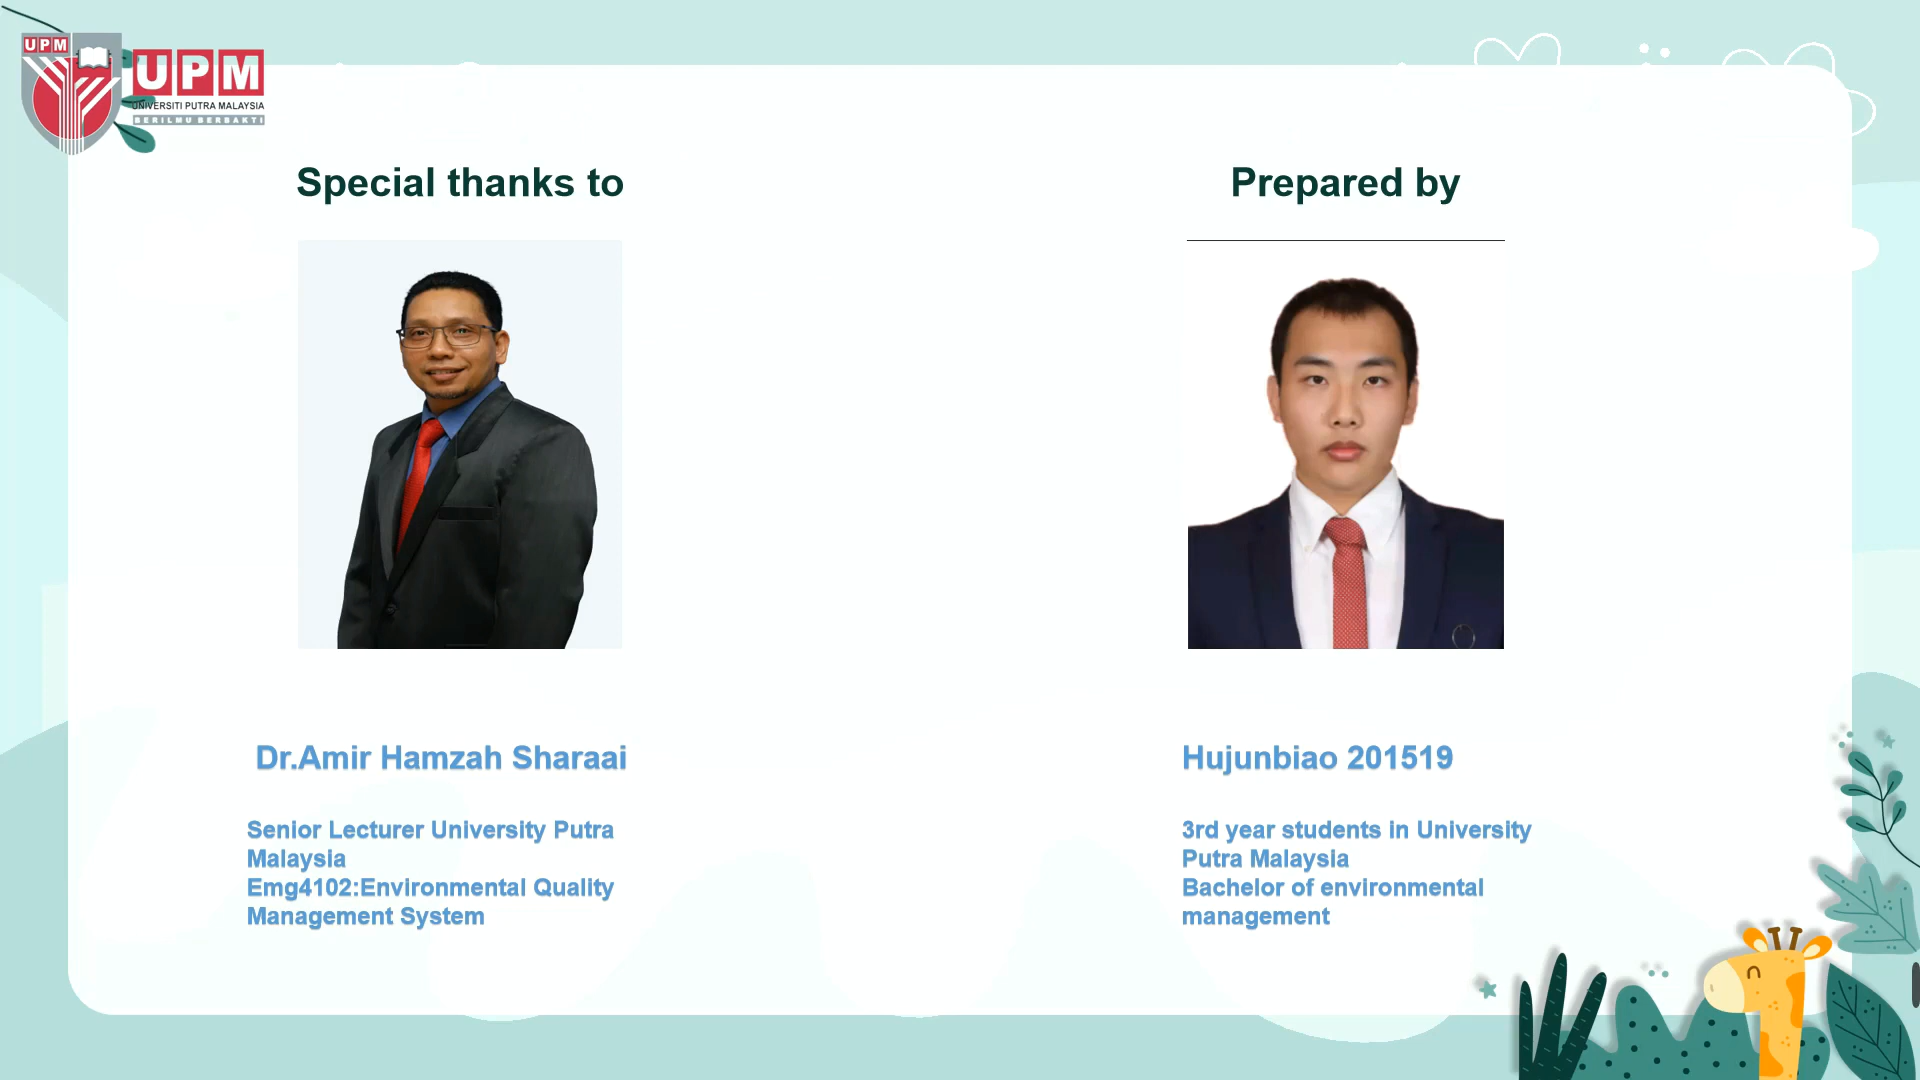 UPM
UPM
UNIVERSITI PUTRA MALAYSIA
BERILMU BERBAKTI
Special thanks to
Prepared by
Dr.Amir Hamzah Sharaai
Senior Lecturer University Putra
Malaysia
Emg4102:Environmental Quality
Management System
Hujunbiao 201519
3rd year students in University
Putra Malaysia
Bachelor of environmental
management